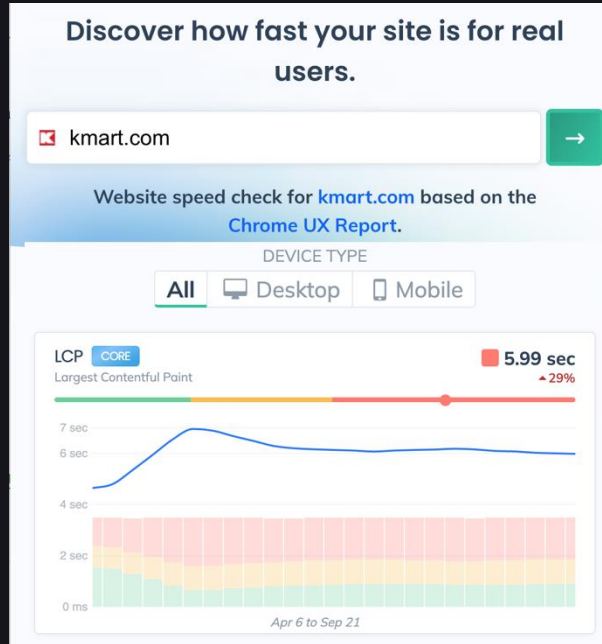 Discover how fast your site is for real
users.
kmart.com
→
Website speed check for kmart.com based on the
Chrome UX Report.
DEVICE TYPE
All Desktop Mobile
LCP CORE 5.99 sec
Largest Contentful Paint ▲29%
7 sec
6 sec
4 sec
2 sec
0 ms
Apr 6 to Sep 21